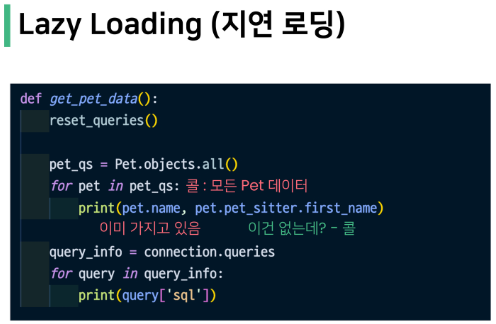 Lazy Loading (지연 로딩)
def get_pet_data():
reset_queries()
pet_qs = Pet.objects.all()
for pet in pet_qs: 콜 : 모든 Pet 데이터
print(pet.name, pet.pet_sitter.first_name)
이미 가지고 있음 이건 없는데? - 콜
query_info = connection.queries
for query in query_info:
print(query['sql'])